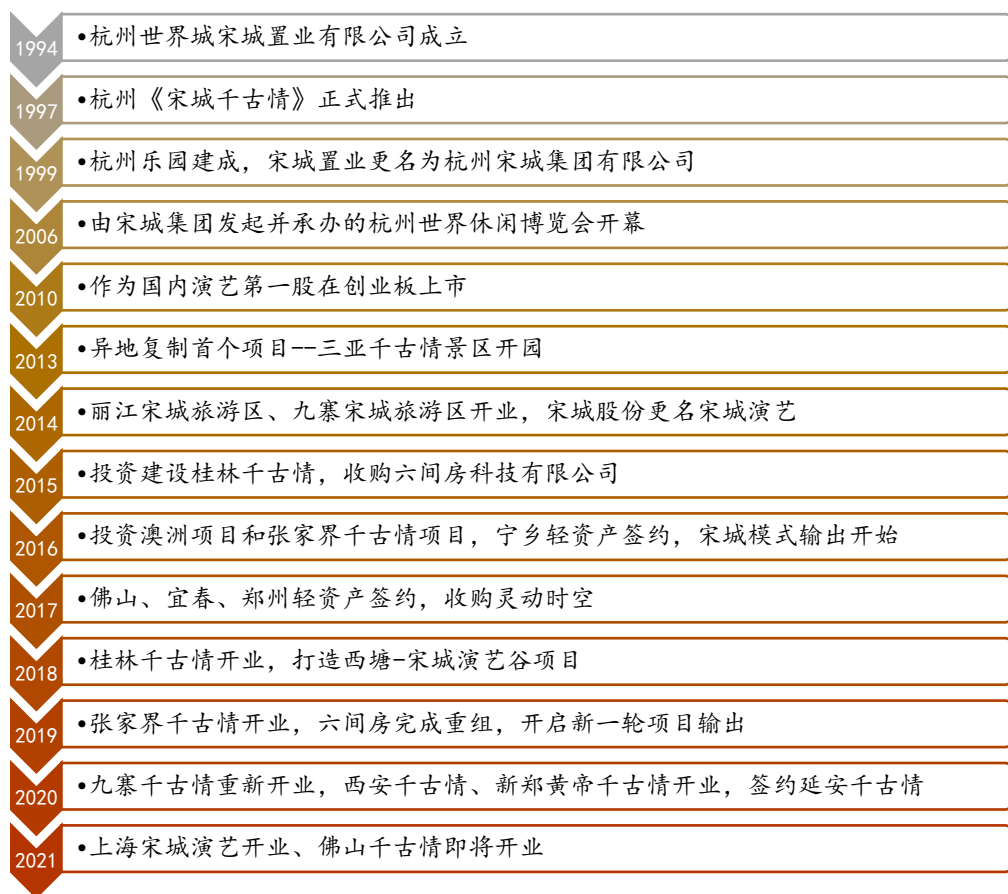 1994
•杭州世界城宋城置业有限公司成立
1997
•杭州《宋城千古情》正式推出
1999
•杭州乐园建成，宋城置业更名为杭州宋城集团有限公司
2006
•由宋城集团发起并承办的杭州世界休闲博览会开幕
2010
•作为国内演艺第一股在创业板上市
2013
•异地复制首个项目--三亚千古情景区开园
2014
•丽江宋城旅游区、九寨宋城旅游区开业，宋城股份更名宋城演艺
2015
•投资建设桂林千古情，收购六间房科技有限公司
2016
•投资澳洲项目和张家界千古情项目，宁乡轻资产签约，宋城模式输出开始
2017
•佛山、宜春、郑州轻资产签约，收购灵动时空
2018
•桂林千古情开业，打造西塘-宋城演艺谷项目
2019
•张家界千古情开业，六间房完成重组，开启新一轮项目输出
2020
•九寨千古情重新开业，西安千古情、新郑黄帝千古情开业，签约延安千古情
2021
•上海宋城演艺开业、佛山千古情即将开业